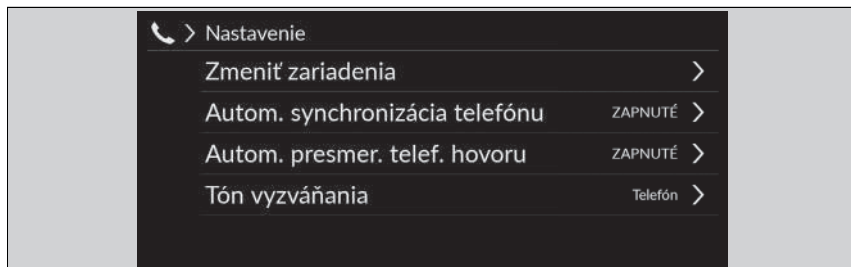 Nastavenie
Zmeniť zariadenia
Autom. synchronizácia telefónu ZAPNUTÉ
Autom. presmer. telef. hovoru ZAPNUTÉ
Tón vyzváňania Telefón